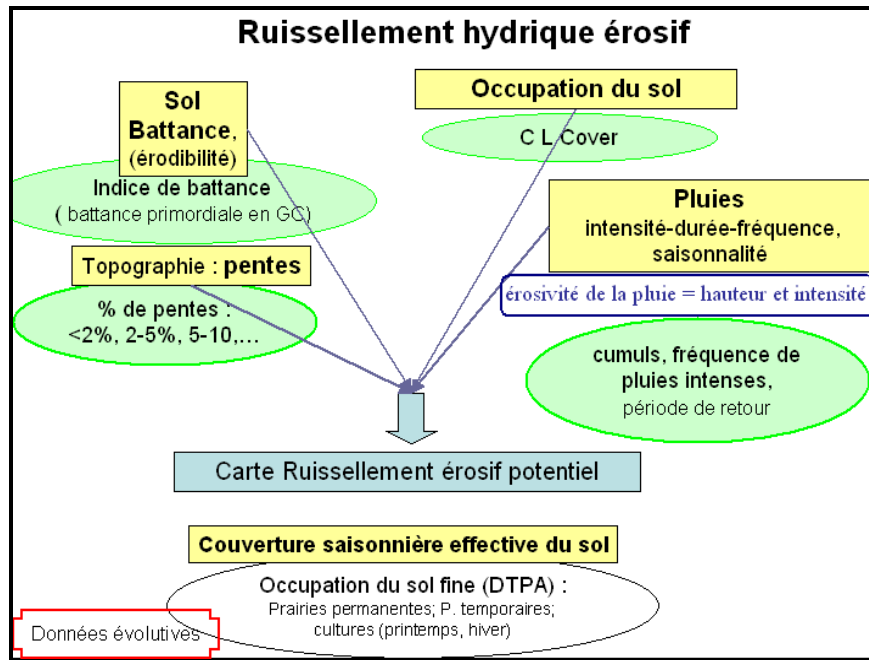 Ruissellement hydrique érosif
Sol
Battance,
(érodibilité)
Indice de battance
( battance primordiale en GC)
Occupation du sol
C L Cover
Pluies
intensité-durée-fréquence,
saisonnalité
érosivité de la pluie = hauteur et intensité
Topographie : pentes
% de pentes :
<2%, 2-5%, 5-10,...
cumuls, fréquence de
pluies intenses,
période de retour
Carte Ruissellement érosif potentiel
Couverture saisonnière effective du sol
Occupation du sol fine (DTPA) :
Prairies permanentes; P. temporaires;
cultures (printemps, hiver)
Données évolutives